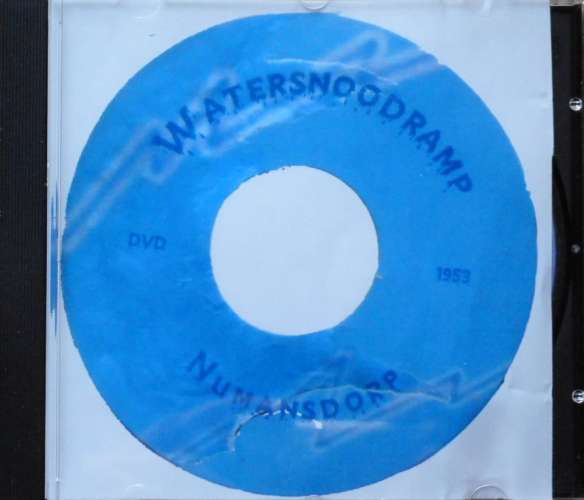 WATERSNOODRAMP
DVD
1953
NUMANSDORP